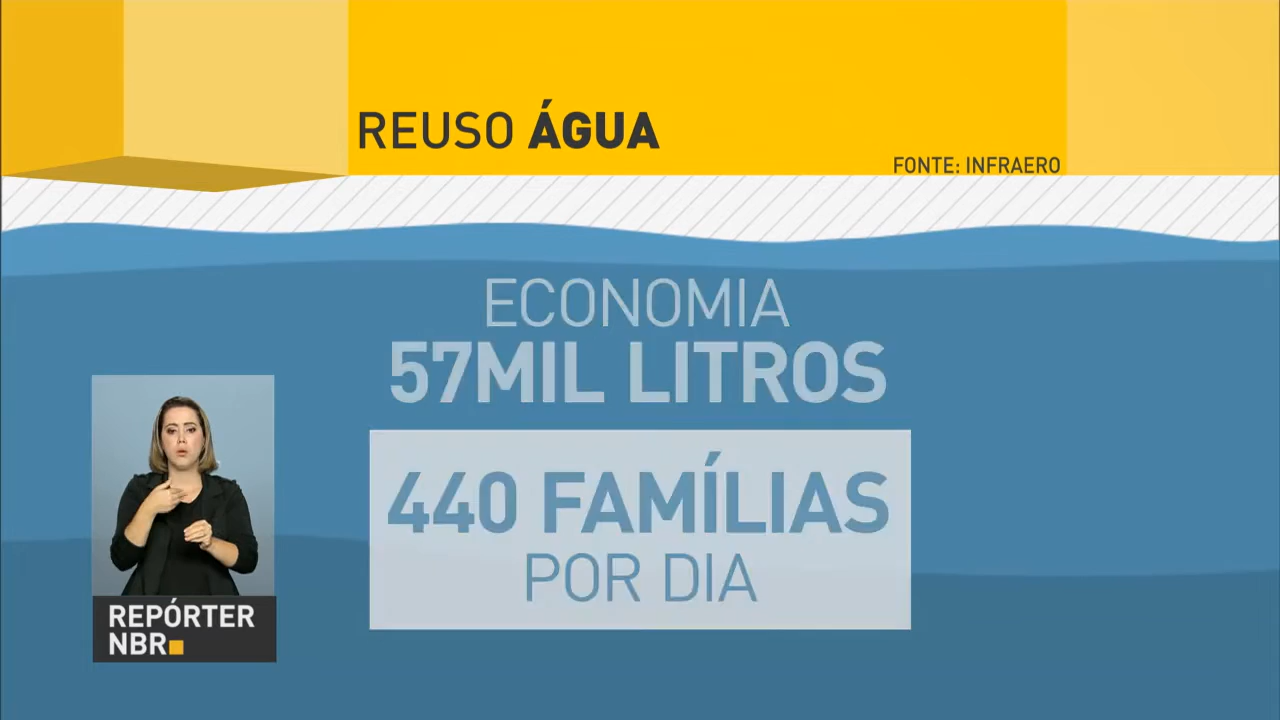 REUSO ÁGUA
FONTE: INFRAERO
ECONOMIA
57MIL LITROS
440 FAMÍLIAS
POR DIA
REPÓRTER
NBR